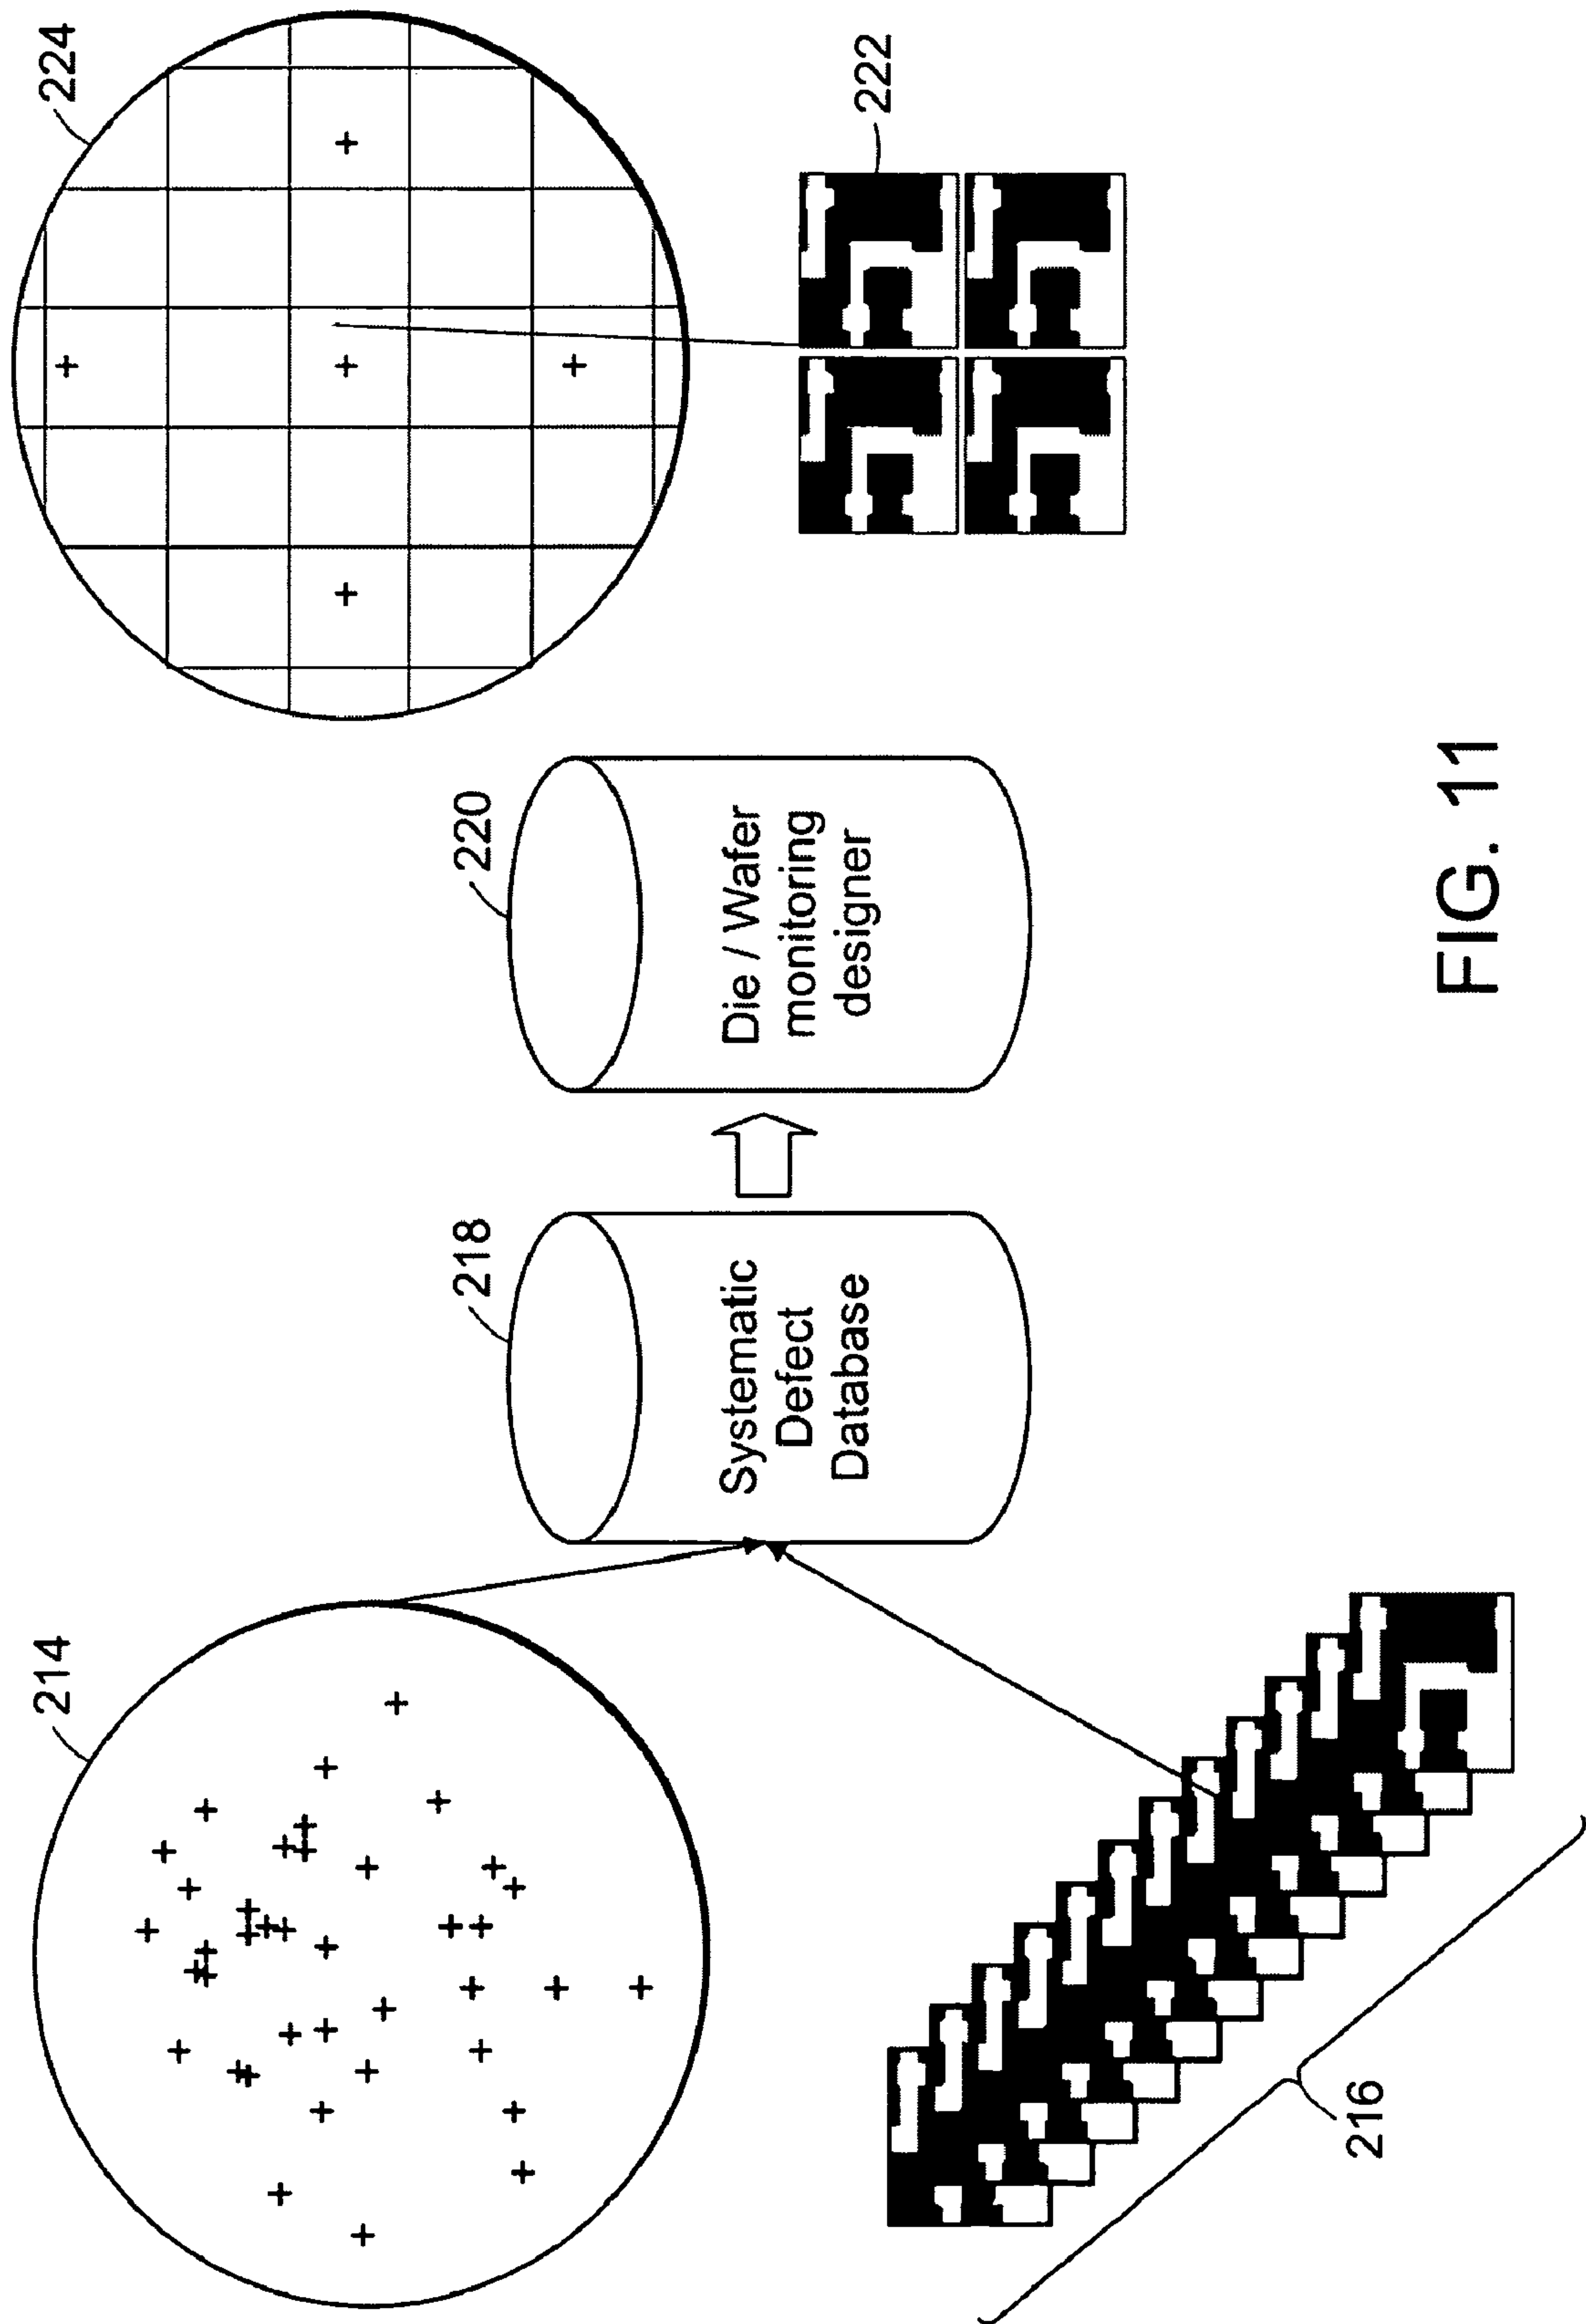 214
216
218
Systematic
Defect
Database
220
Die / Wafer
monitoring
designer
224
222
FIG. 11